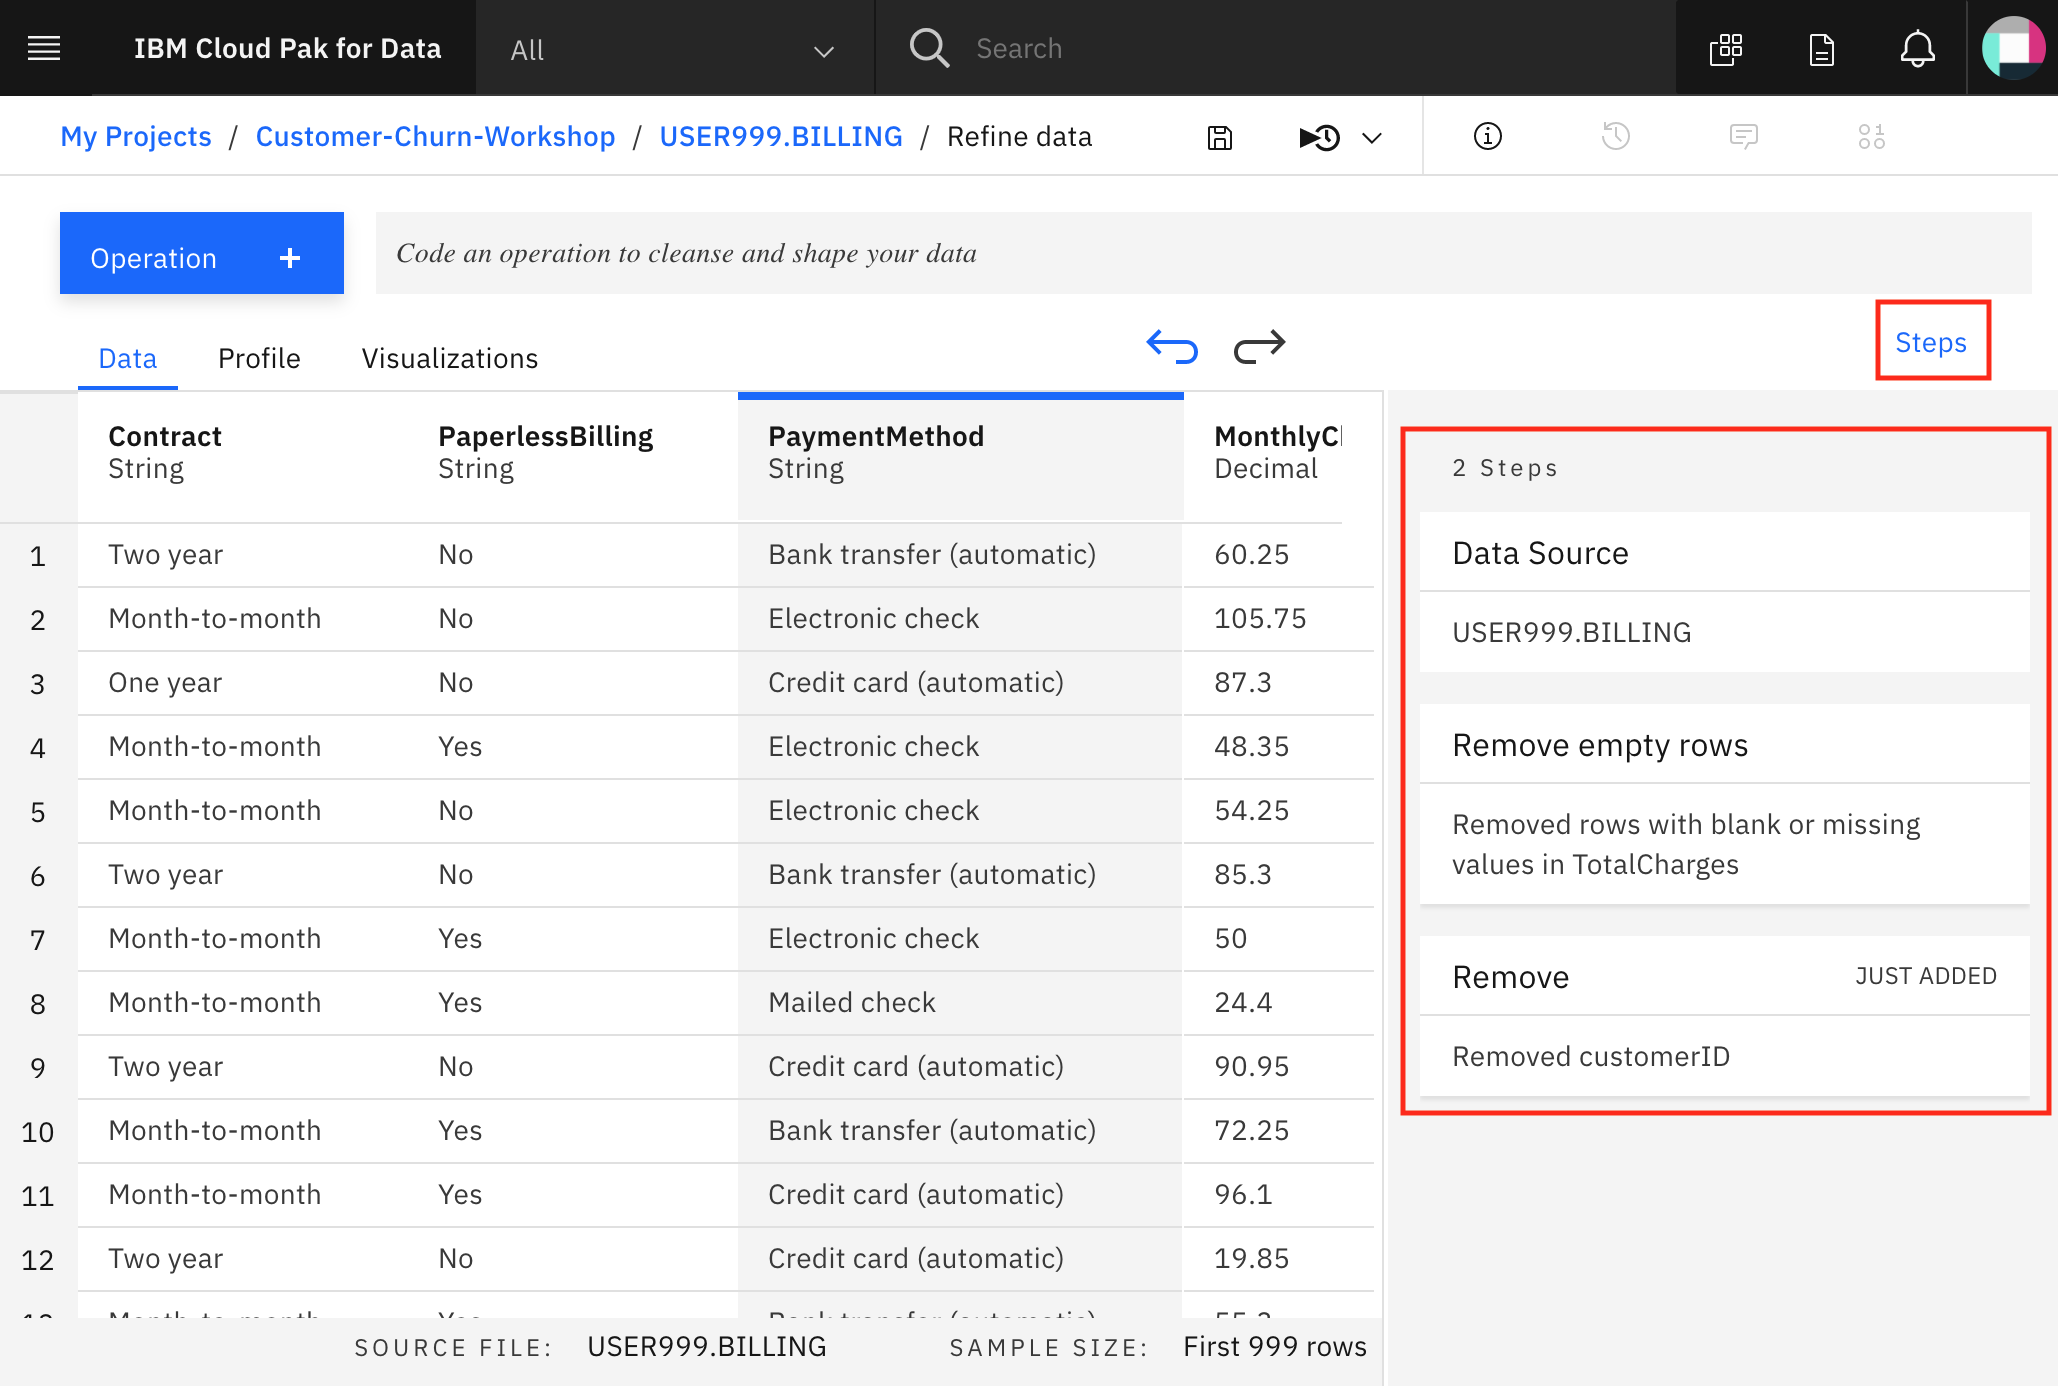 IBM Cloud Pak for Data
All
Search
My Projects / Customer-Churn-Workshop / USER999.BILLING / Refine data
Operation +
Code an operation to cleanse and shape your data
Data Profile Visualizations
Steps
Contract PaperlessBilling PaymentMethod MonthlyC
String String String Decimal
1 Two year No Bank transfer (automatic) 60.25
2 Month-to-month No Electronic check 105.75
3 One year No Credit card (automatic) 87.3
4 Month-to-month Yes Electronic check 48.35
5 Month-to-month No Electronic check 54.25
6 Two year No Bank transfer (automatic) 85.3
7 Month-to-month Yes Electronic check 50
8 Month-to-month Yes Mailed check 24.4
9 Two year No Credit card (automatic) 90.95
10 Month-to-month Yes Bank transfer (automatic) 72.25
11 Month-to-month Yes Credit card (automatic) 96.1
12 Two year No Credit card (automatic) 19.85
SOURCE FILE: USER999.BILLING SAMPLE SIZE: First 999 rows
2 Steps
Data Source
USER999.BILLING
Remove empty rows
Removed rows with blank or missing
values in TotalCharges
Remove JUST ADDED
Removed customerID